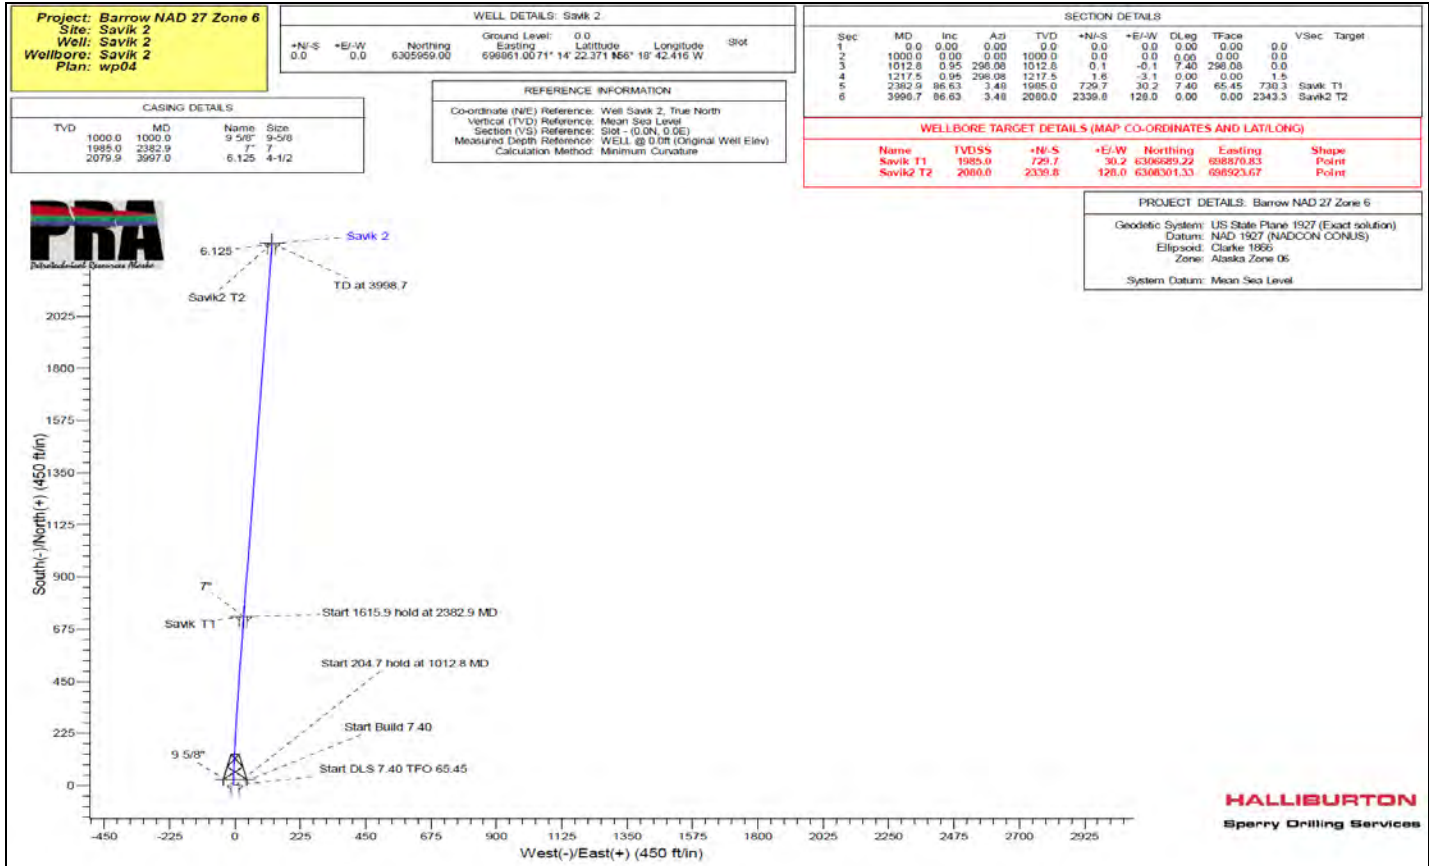 Project: Barrow NAD 27 Zone 6
Site: Savik 2
Well: Savik 2
Wellbore: Savik 2
Plan: wp04
WELL DETAILS: Savik 2
Ground Level: 0.0
+N/-S +E/-W Northing Easting Latittude Longitude Slot
0.0 0.0 6305959.00 698861.00 71° 14' 22.371 N 156° 18' 42.416 W
SECTION DETAILS
Sec MD Inc Azi TVD +N/-S +E/-W DLeg TFace VSec Target
1 0.0 0.00 0.00 0.0 0.0 0.0 0.00 0.00 0.0
2 1000.0 0.00 0.00 1000.0 0.0 0.0 0.00 0.00 0.0
3 1012.8 0.95 298.08 1012.8 0.1 -0.1 7.40 298.08 0.0
4 1217.5 0.95 298.08 1217.5 1.6 -3.1 0.00 0.00 1.5
5 2382.9 86.63 3.48 1985.0 729.7 30.2 7.40 65.45 730.3 Savik T1
6 3998.7 86.63 3.48 2080.0 2339.8 128.0 0.00 0.00 2343.3 Savik2 T2
CASING DETAILS
TVD MD Name Size
1000.0 1000.0 9 5/8" 9-5/8
1985.0 2382.9 7" 7
2079.9 3997.0 6.125 4-1/2
REFERENCE INFORMATION
Co-ordinate (N/E) Reference: Well Savik 2, True North
Vertical (TVD) Reference: Mean Sea Level
Section (VS) Reference: Slot - (0.0N, 0.0E)
Measured Depth Reference: WELL @ 0.0ft (Original Well Elev)
Calculation Method: Minimum Curvature
WELLBORE TARGET DETAILS (MAP CO-ORDINATES AND LAT/LONG)
Name TVDSS +N/-S +E/-W Northing Easting Shape
Savik T1 1985.0 729.7 30.2 6306689.22 698870.83 Point
Savik2 T2 2080.0 2339.8 128.0 6308301.33 698923.67 Point
PROJECT DETAILS: Barrow NAD 27 Zone 6
Geodetic System: US State Plane 1927 (Exact solution)
Datum: NAD 1927 (NADCON CONUS)
Ellipsoid: Clarke 1866
Zone: Alaska Zone 06
System Datum: Mean Sea Level
PRA
Petrotechnical Resources Alaska
Savik 2
6.125
TD at 3998.7
Savik2 T2
2025
1800
1575
1350
1125
900
675
450
225
0
South(-)/North(+) (450 ft/in)
7"
Start 1615.9 hold at 2382.9 MD
Savik T1
Start 204.7 hold at 1012.8 MD
Start Build 7.40
9 5/8"
Start DLS 7.40 TFO 65.45
-450 -225 0 225 450 675 900 1125 1350 1575 1800 2025 2250 2475 2700 2925
West(-)/East(+) (450 ft/in)
HALLIBURTON
Sperry Drilling Services